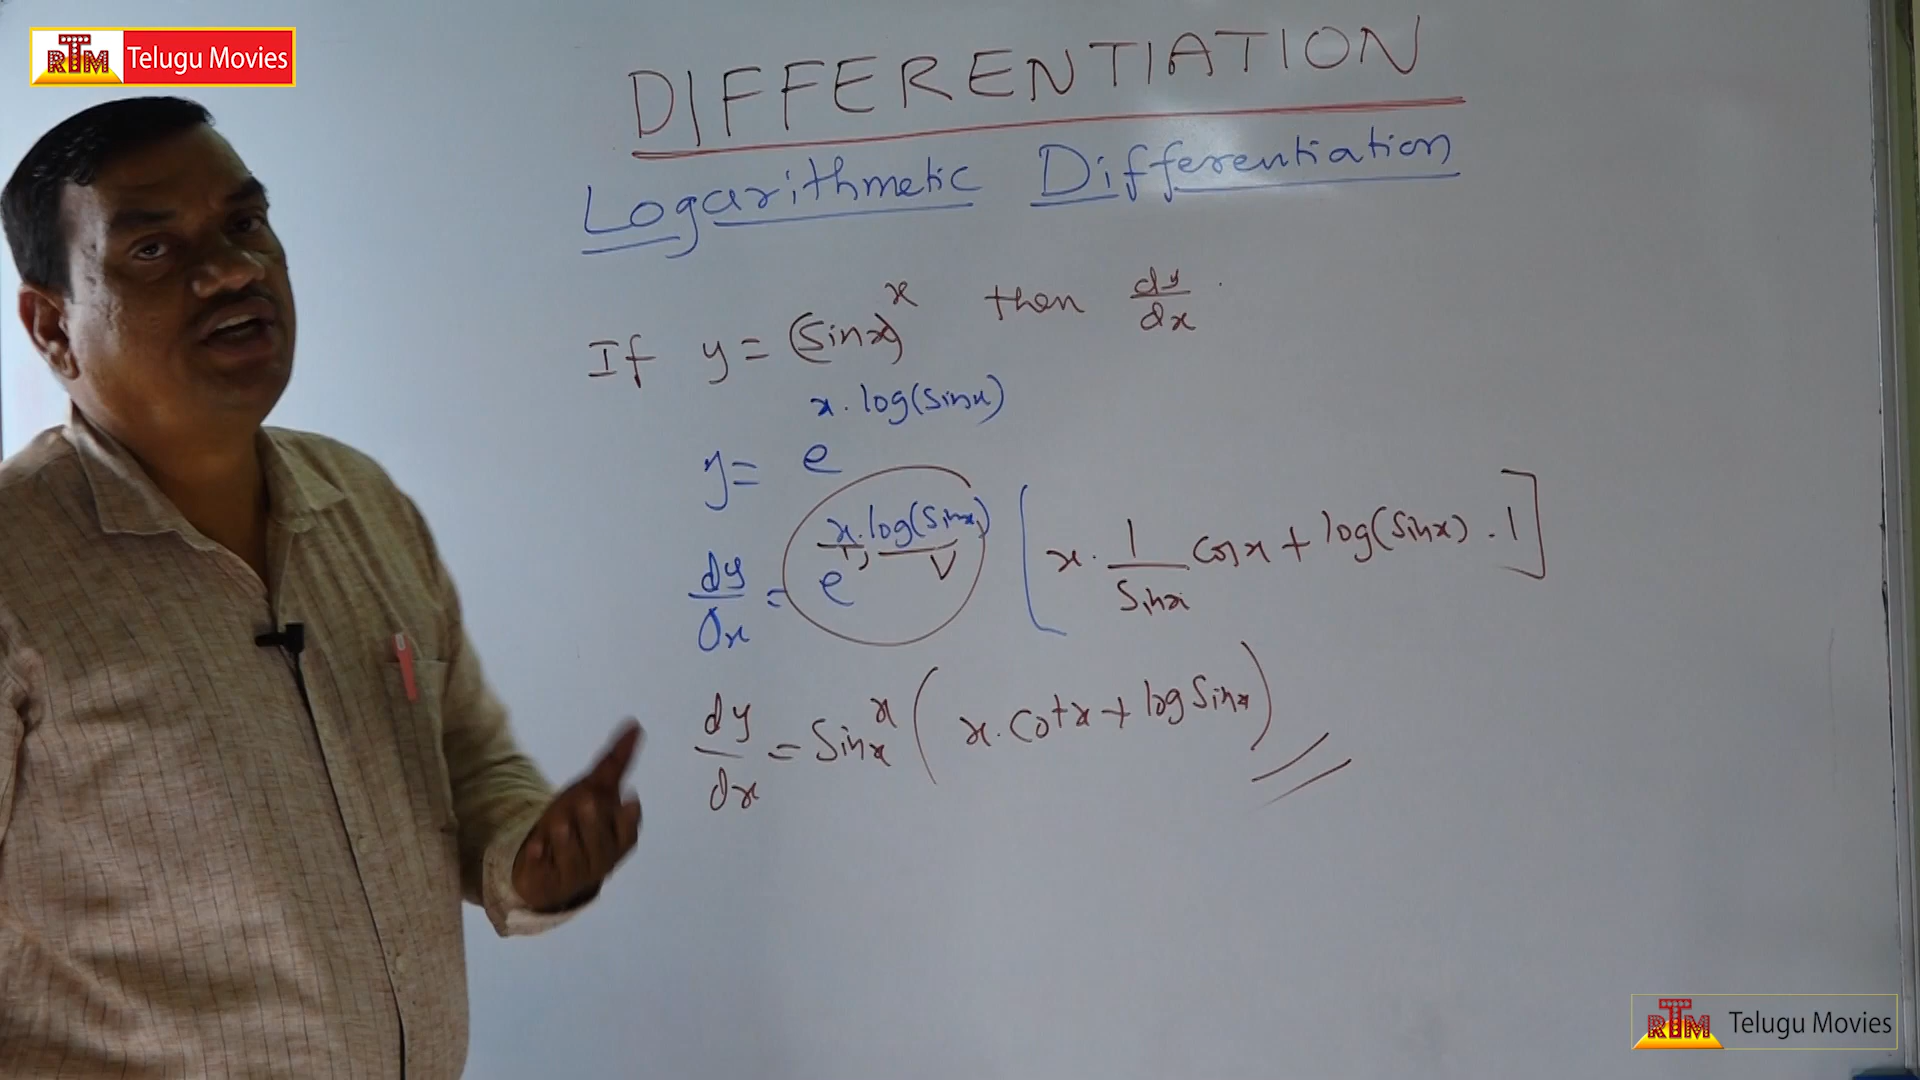 RTM Telugu Movies
DIFFERENTIATION
Logarithmetic Differentiation
If y = (Sinx)^x then dy/dx .
y = e^(x.log(Sinx))
dy/dx = e^(x.log(Sinx)) [x. 1/Sinx Cosx + log(Sinx) . 1]
U V
dy/dx = Sinx^x (x. Cotx + log Sinx)
RTM Telugu Movies